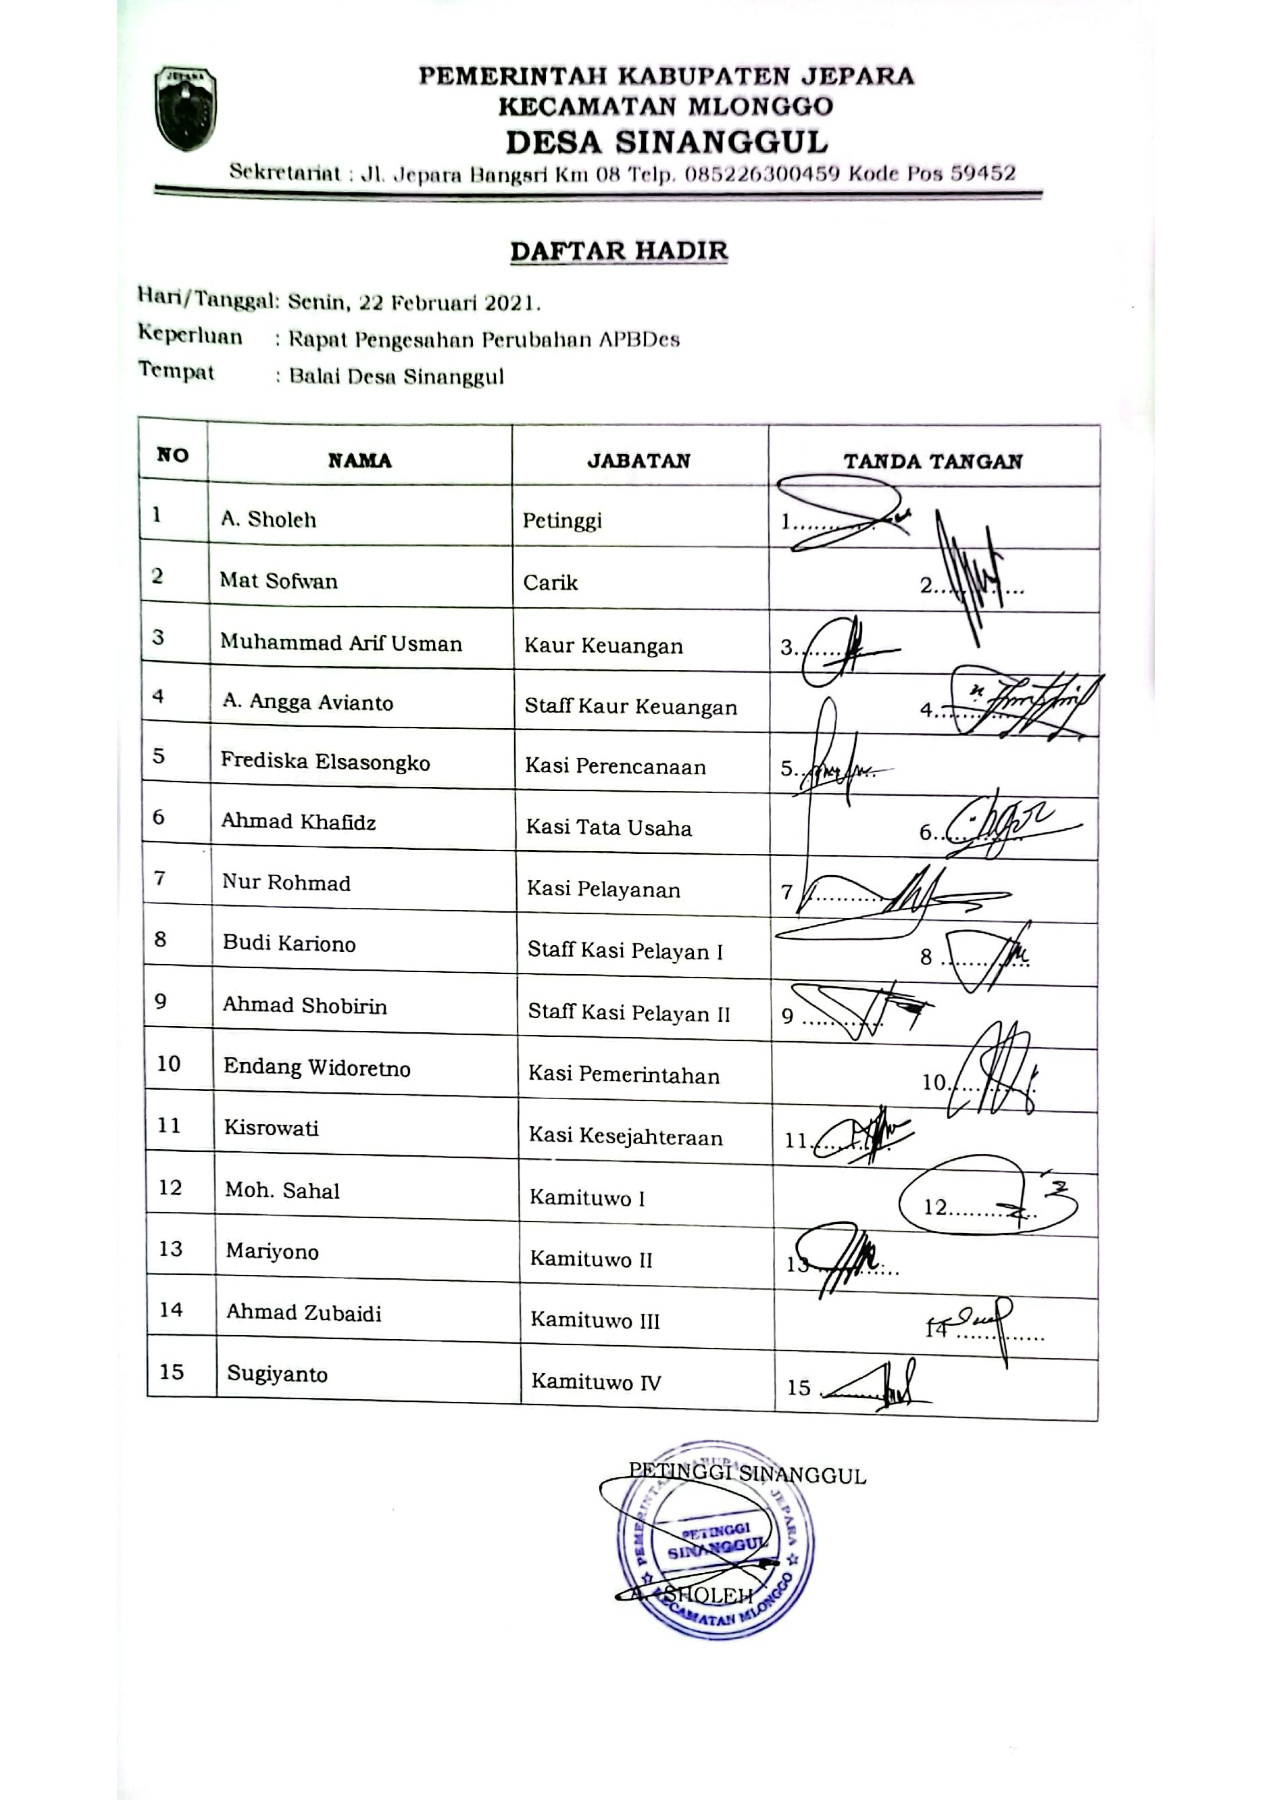 JEPARA
PEMERINTAH KABUPATEN JEPARA
KECAMATAN MLONGGO
DESA SINANGGUL
Sekretariat : Jl. Jepara Bangsri Km 08 Telp. 085226300459 Kode Pos 59452
DAFTAR HADIR
Hari/Tanggal: Senin, 22 Februari 2021.
Keperluan : Rapat Pengesahan Perubahan APBDes
Tempat : Balai Desa Sinanggul
NO NAMA JABATAN TANDA TANGAN
1 A. Sholeh Petinggi 1..........
2 Mat Sofwan Carik 2..........
3 Muhammad Arif Usman Kaur Keuangan 3..........
4 A. Angga Avianto Staff Kaur Keuangan 4..........
5 Frediska Elsasongko Kasi Perencanaan 5..........
6 Ahmad Khafidz Kasi Tata Usaha 6..........
7 Nur Rohmad Kasi Pelayanan 7 ..........
8 Budi Kariono Staff Kasi Pelayan I 8 ..........
9 Ahmad Shobirin Staff Kasi Pelayan II 9 ..........
10 Endang Widoretno Kasi Pemerintahan 10..........
11 Kisrowati Kasi Kesejahteraan 11..........
12 Moh. Sahal Kamituwo I 12..........
13 Mariyono Kamituwo II 13 ..........
14 Ahmad Zubaidi Kamituwo III 14 ..........
15 Sugiyanto Kamituwo IV 15 ..........
PETINGGI SINANGGUL
PEMERINTAH KABUPATEN JEPARA
PETINGGI
SINANGGUL
KECAMATAN MLONGGO
A. SHOLEH